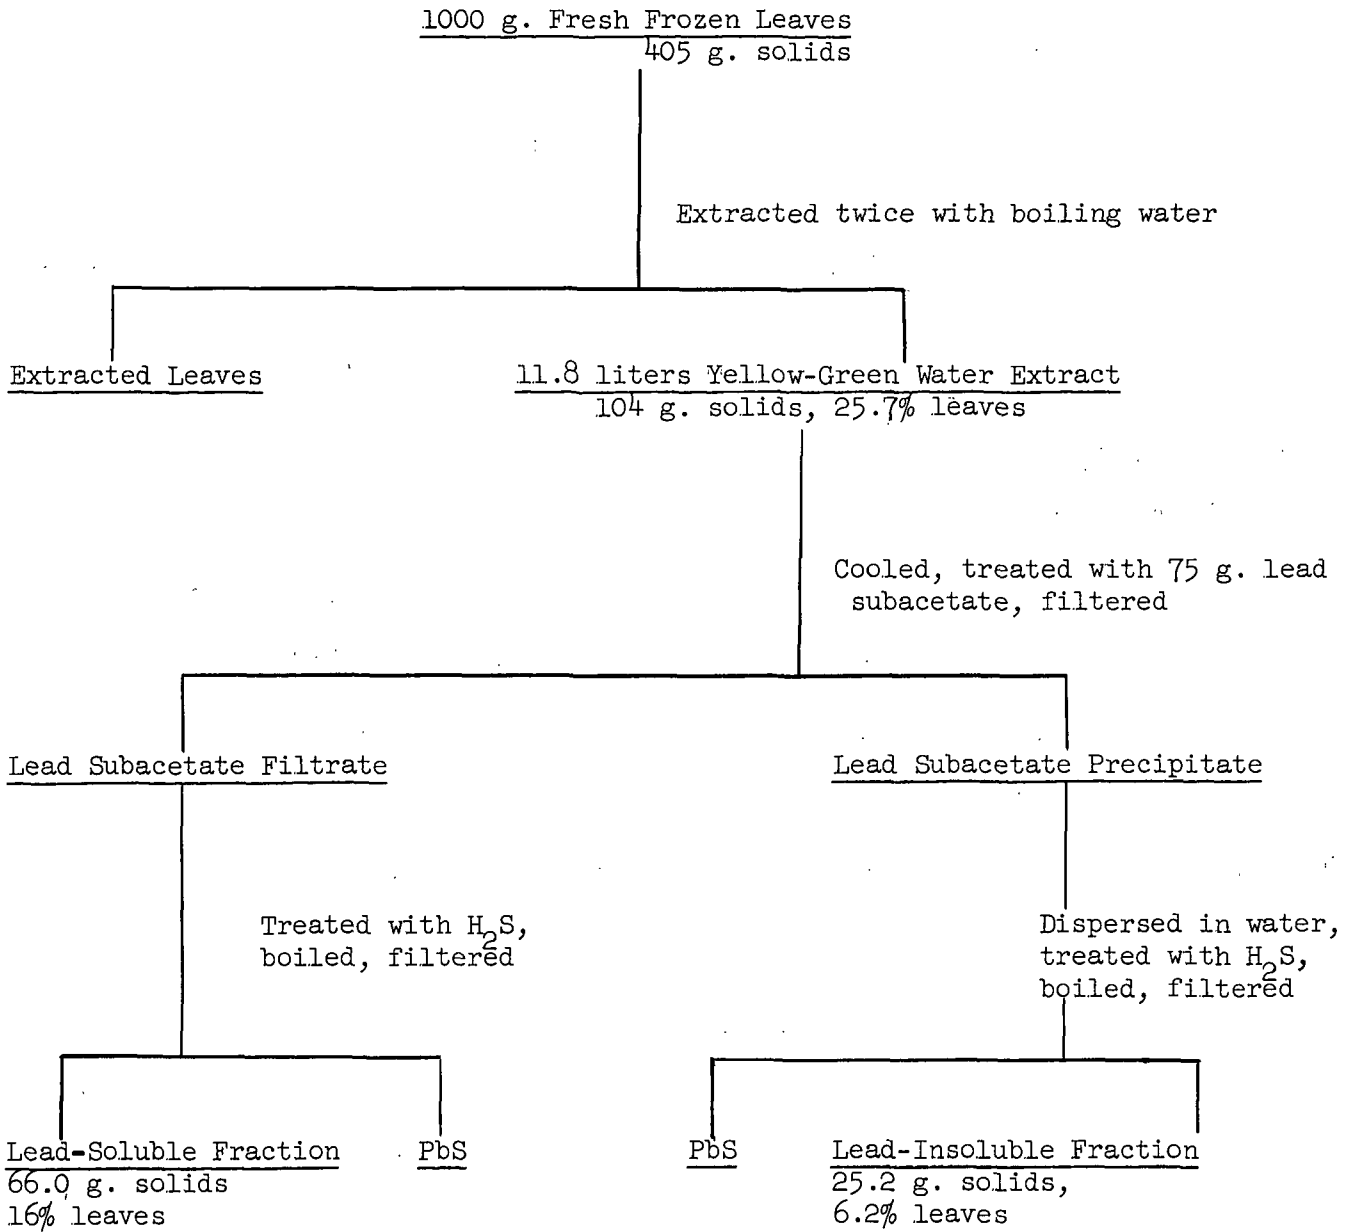 1000 g. Fresh Frozen Leaves
405 g. solids
Extracted twice with boiling water
Extracted Leaves
11.8 liters Yellow-Green Water Extract
104 g. solids, 25.7% leaves
Cooled, treated with 75 g. lead
subacetate, filtered
Lead Subacetate Filtrate
Lead Subacetate Precipitate
Treated with H2S,
boiled, filtered
Dispersed in water,
treated with H2S,
boiled, filtered
Lead-Soluble Fraction
66.0 g. solids
16% leaves
PbS
PbS
Lead-Insoluble Fraction
25.2 g. solids,
6.2% leaves